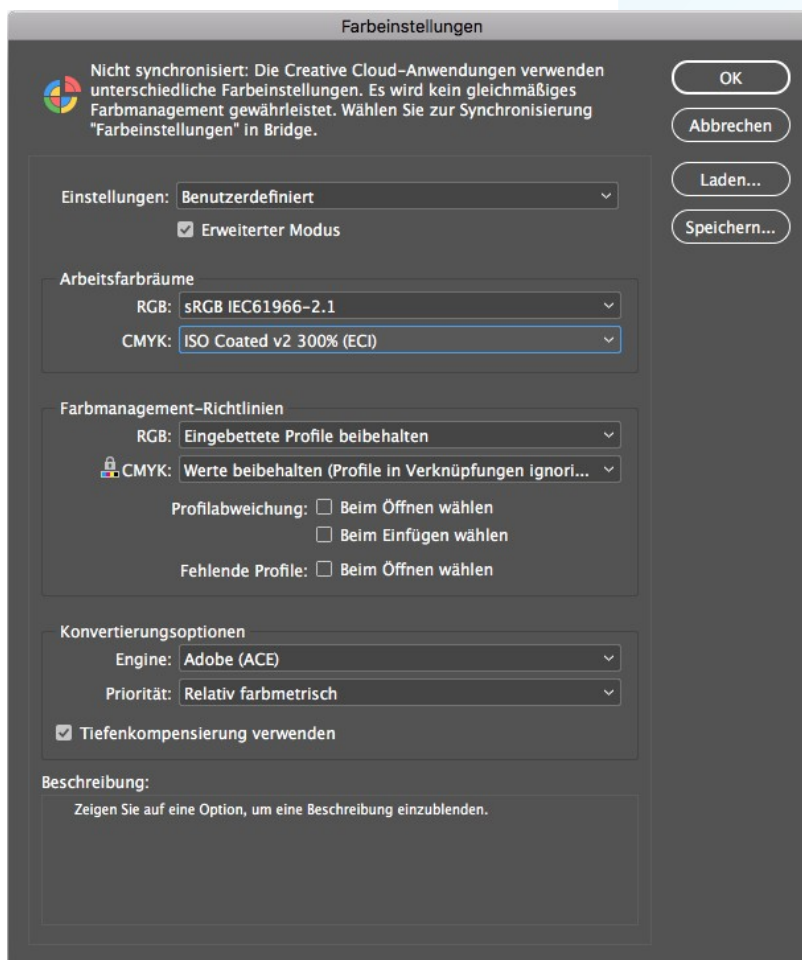 Farbeinstellungen
Nicht synchronisiert: Die Creative Cloud-Anwendungen verwenden
unterschiedliche Farbeinstellungen. Es wird kein gleichmäßiges
Farbmanagement gewährleistet. Wählen Sie zur Synchronisierung
"Farbeinstellungen" in Bridge.
OK
Abbrechen
Laden...
Speichern...
Einstellungen: Benutzerdefiniert
Erweiterter Modus
Arbeitsfarbräume
RGB: sRGB IEC61966-2.1
CMYK: ISO Coated v2 300% (ECI)
Farbmanagement-Richtlinien
RGB: Eingebettete Profile beibehalten
CMYK: Werte beibehalten (Profile in Verknüpfungen ignori...
Profilabweichung: Beim Öffnen wählen
Beim Einfügen wählen
Fehlende Profile: Beim Öffnen wählen
Konvertierungsoptionen
Engine: Adobe (ACE)
Priorität: Relativ farbmetrisch
Tiefenkompensierung verwenden
Beschreibung:
Zeigen Sie auf eine Option, um eine Beschreibung einzublenden.